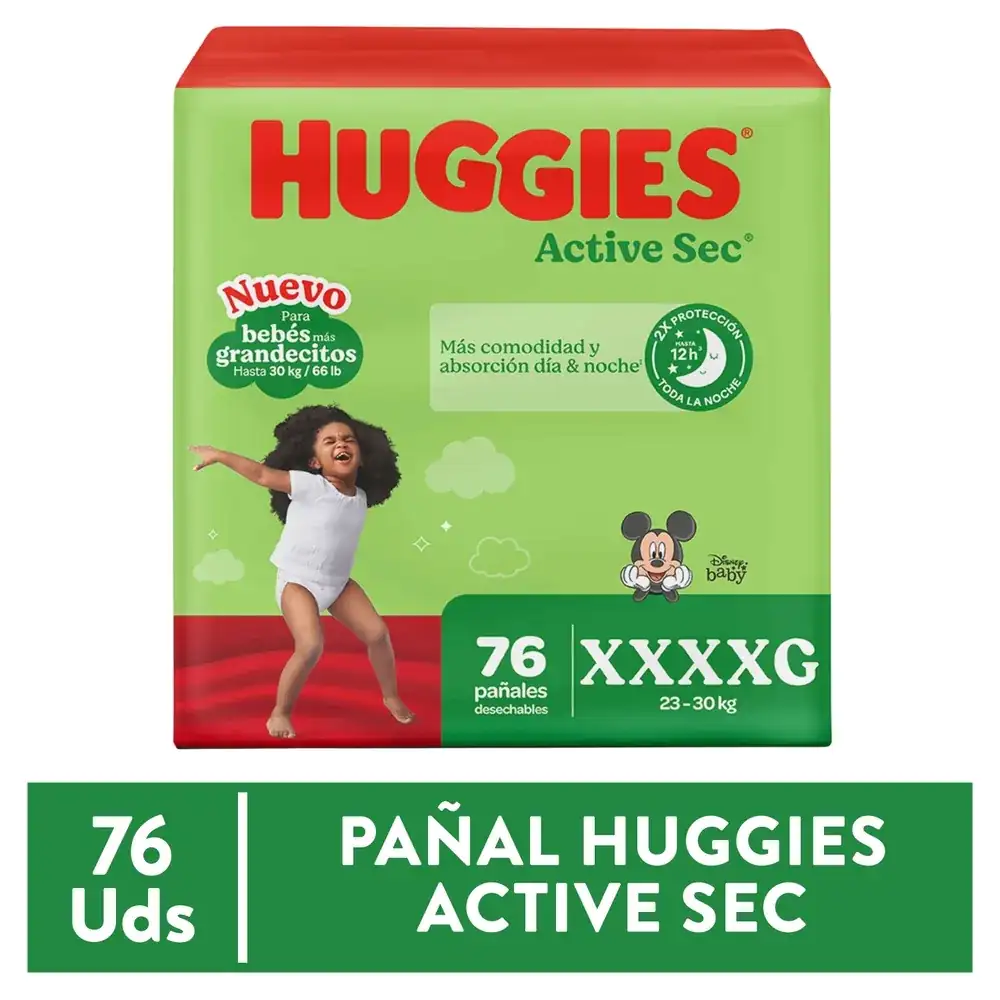 HUGGIES®
Active Sec®
Nuevo
Para
bebés más
grandecitos
Hasta 30 kg / 66 lb
Más comodidad y
absorción día & noche
2X PROTECCIÓN
HASTA
12h
TODA LA NOCHE
Disney
baby
76
pañales
desechables
XXXXG
23 - 30 kg
76
Uds
PAÑAL HUGGIES
ACTIVE SEC